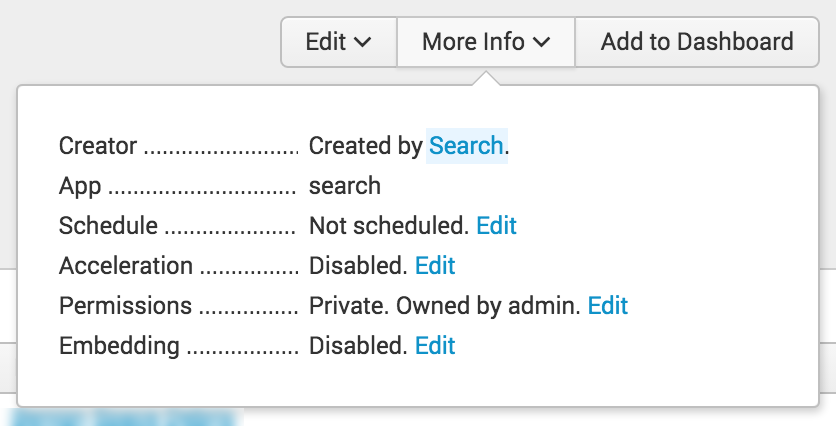 Edit More Info Add to Dashboard
Creator .......................... Created by Search.
App ................................ search
Schedule ...................... Not scheduled. Edit
Acceleration ................ Disabled. Edit
Permissions ................. Private. Owned by admin. Edit
Embedding ................... Disabled. Edit